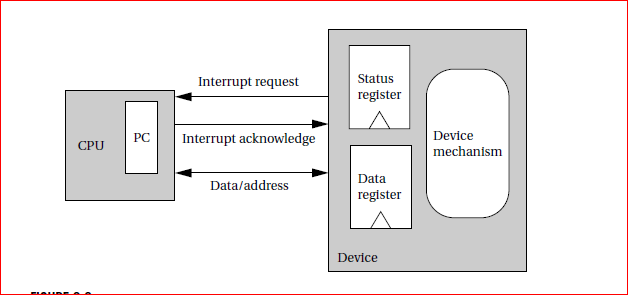 Interrupt request
Status
register
CPU
PC
Interrupt acknowledge
Device
mechanism
Data/address
Data
register
Device